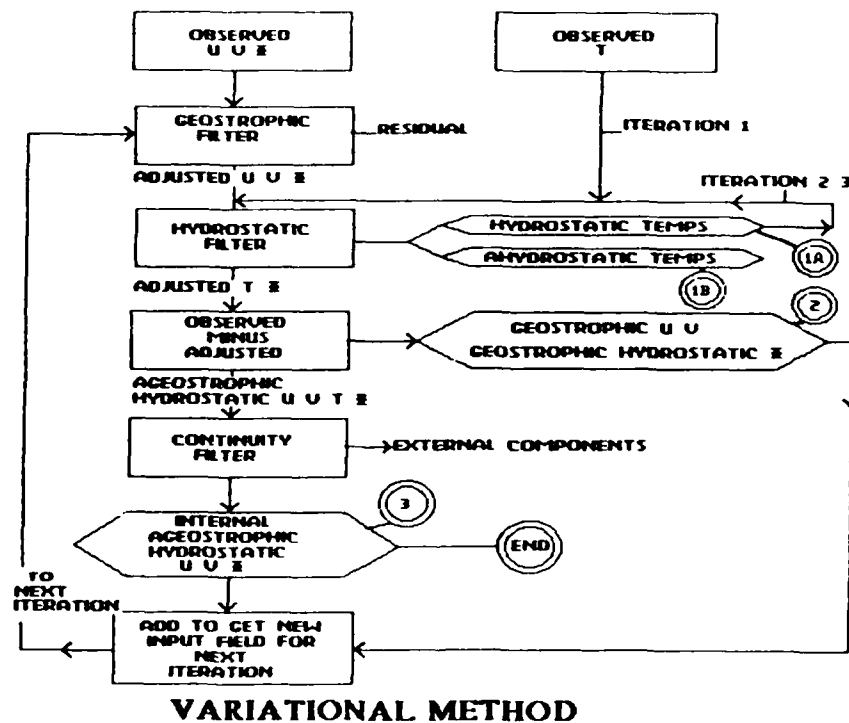 OBSERVED
U V Φ
OBSERVED
T
GEOSTROPHIC
FILTER
RESIDUAL
ITERATION 1
ADJUSTED U V Φ
ITERATION 2 3
HYDROSTATIC
FILTER
HYDROSTATIC TEMPS
AHYDROSTATIC TEMPS
1A
1B
ADJUSTED T Φ
OBSERVED
MINUS
ADJUSTED
GEOSTROPHIC U V
GEOSTROPHIC HYDROSTATIC Φ
2
AGEOSTROPHIC
HYDROSTATIC U V T Φ
CONTINUITY
FILTER
EXTERNAL COMPONENTS
3
INTERNAL
AGEOSTROPHIC
HYDROSTATIC
U V Φ
END
TO
NEXT
ITERATION
ADD TO GET NEW
INPUT FIELD FOR
NEXT
ITERATION
VARIATIONAL METHOD